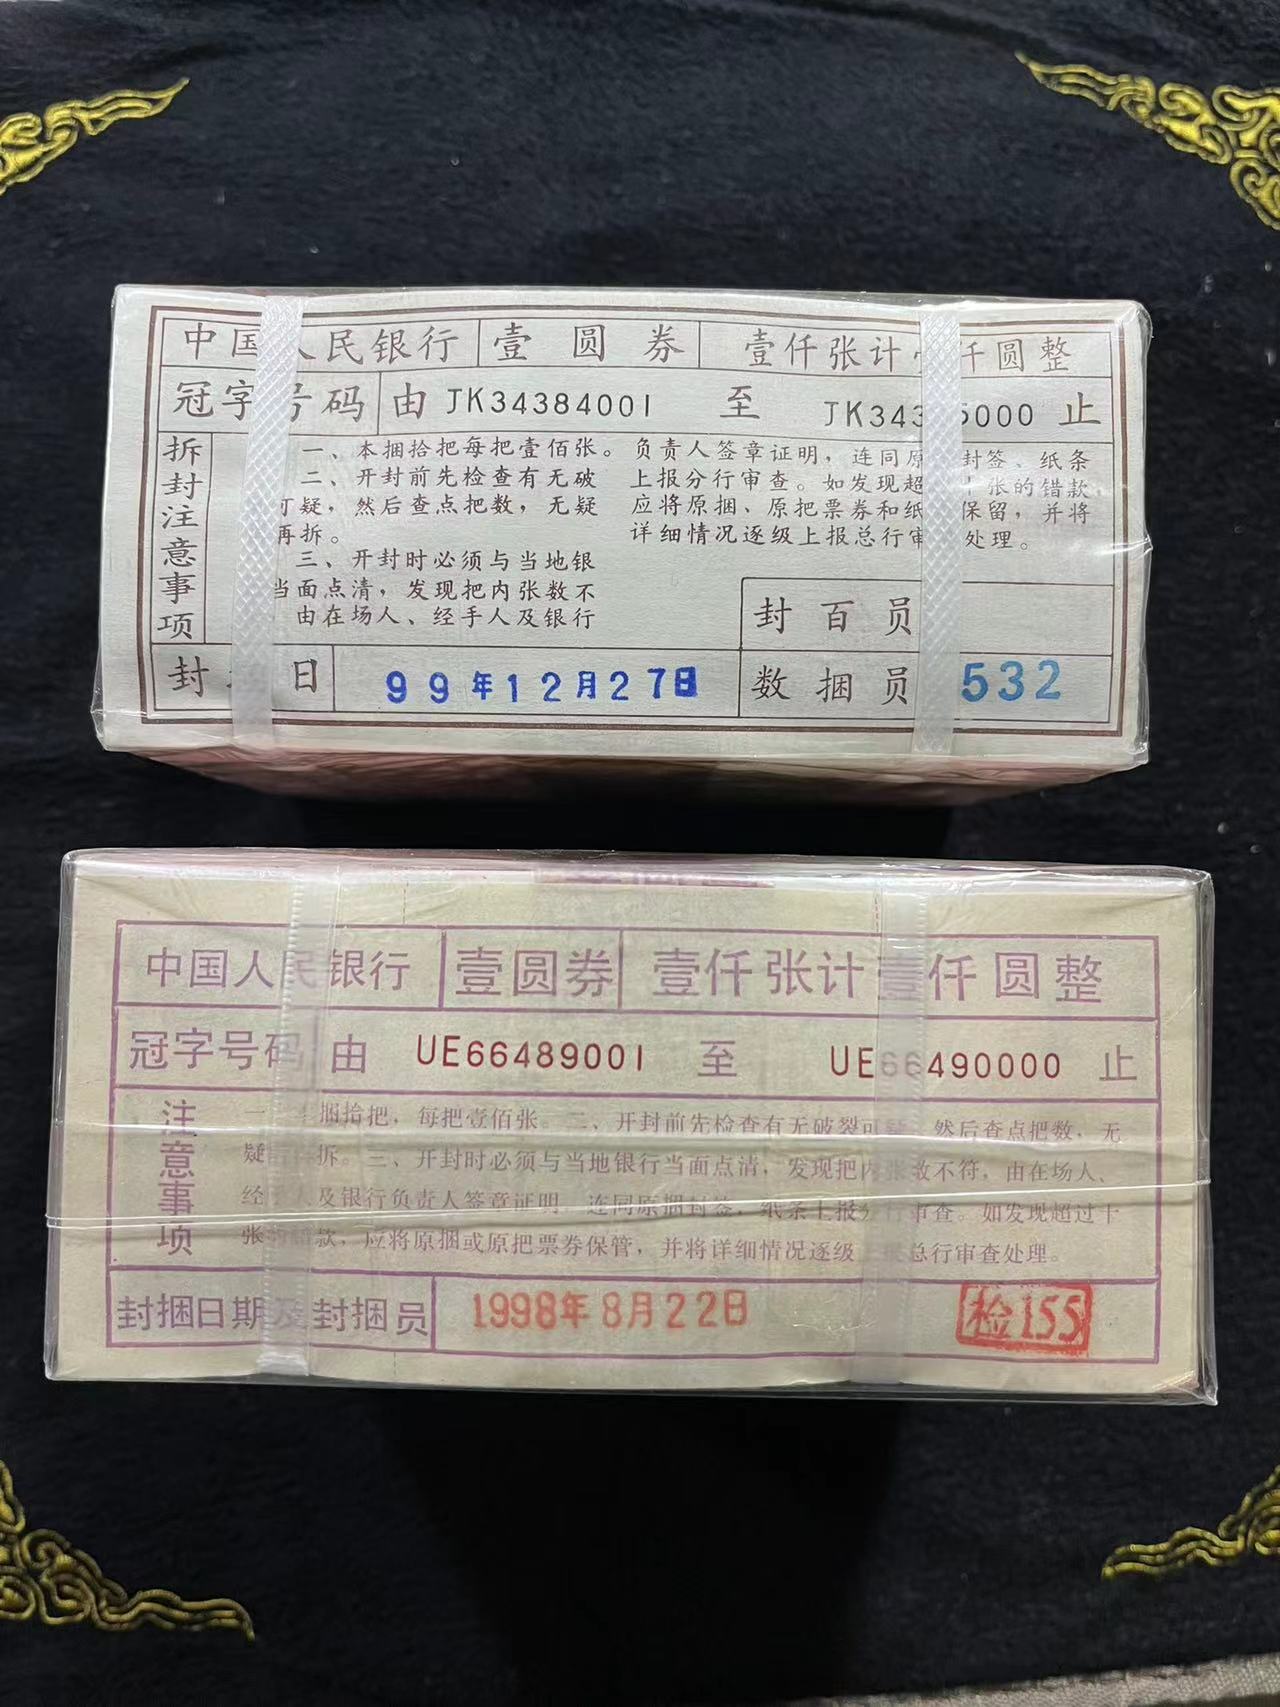 中国人民银行 壹圆券 壹仟张计 仟圆整
冠字号码 由 JK34384001 至 JK343 5000 止
拆封注意事项
一、本捆拾把每把壹佰张。
二、开封前先检查有无破
可疑，然后查点把数，无疑
再拆。
三、开封时必须与当地银
当面点清，发现把内张数不
由在场人、经手人及银行
负责人签章证明，连同原 封签、纸条
上报分行审查。如发现超 十张的错款
应将原捆、原把票券和纸 保留，并将
详细情况逐级上报总行审 处理。
封百员
封 日 99年12月27日 数捆员 532
中国人民银行 壹圆券 壹仟张计壹仟圆整
冠字号码 由 UE66489001 至 UE66490000 止
注意事项
一 捆拾把，每把壹佰张。二、开封前先检查有无破裂可 然后查点把数，无
疑 拆。三、开封时必须与当地银行当面点清，发现把内张数不符，由在场人、
经手人及银行负责人签章证明，连同原捆封签，纸条上报分行审查。如发现超过十
张的错款，应将原捆或原把票券保管，并将详细情况逐级上报总行审查处理。
封捆日期及封捆员 1998年8月22日 检155